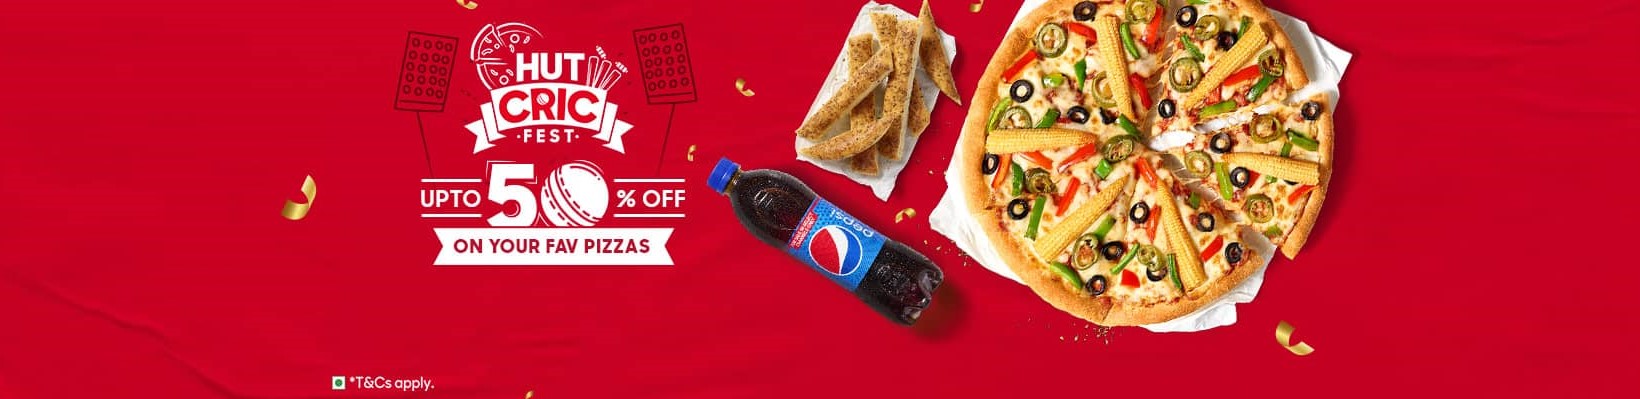 HUT
CRIC
·FEST·
UPTO 50% OFF
ON YOUR FAV PIZZAS
pepsi
*T&Cs apply.